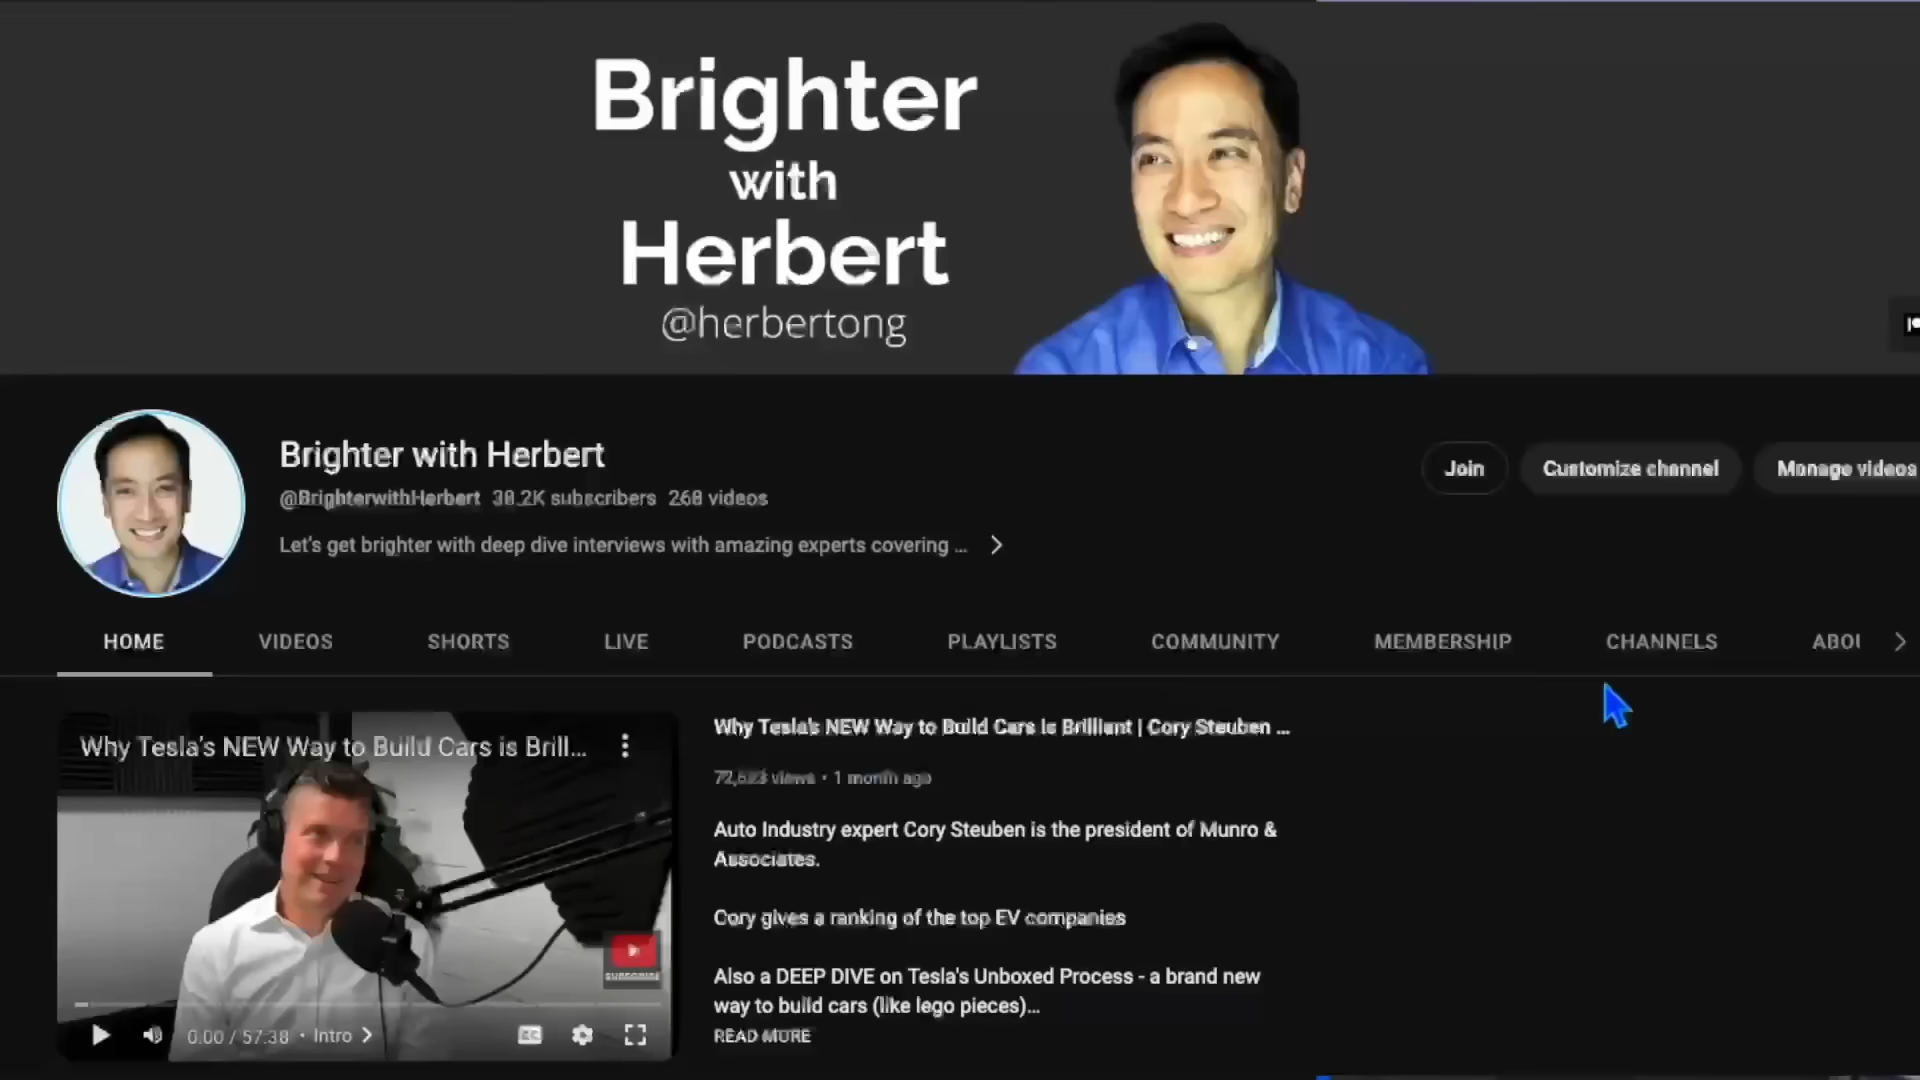 Brighter
with
Herbert
@herbertong
Brighter with Herbert
@BrighterwithHerbert 30.2K subscribers 268 videos
Let's get brighter with deep dive interviews with amazing experts covering ...
Join
Customize channel
Manage videos
HOME
VIDEOS
SHORTS
LIVE
PODCASTS
PLAYLISTS
COMMUNITY
MEMBERSHIP
CHANNELS
ABOU
Why Tesla's NEW Way to Build Cars is Brill...
SUBSCRIBE
0:00 / 57:38 • Intro
CC
Why Tesla's NEW Way to Build Cars is Brilliant | Cory Steuben ...
views • 1 month ago
Auto Industry expert Cory Steuben is the president of Munro &
Associates.
Cory gives a ranking of the top EV companies
Also a DEEP DIVE on Tesla's Unboxed Process - a brand new
way to build cars (like lego pieces)...
READ MORE